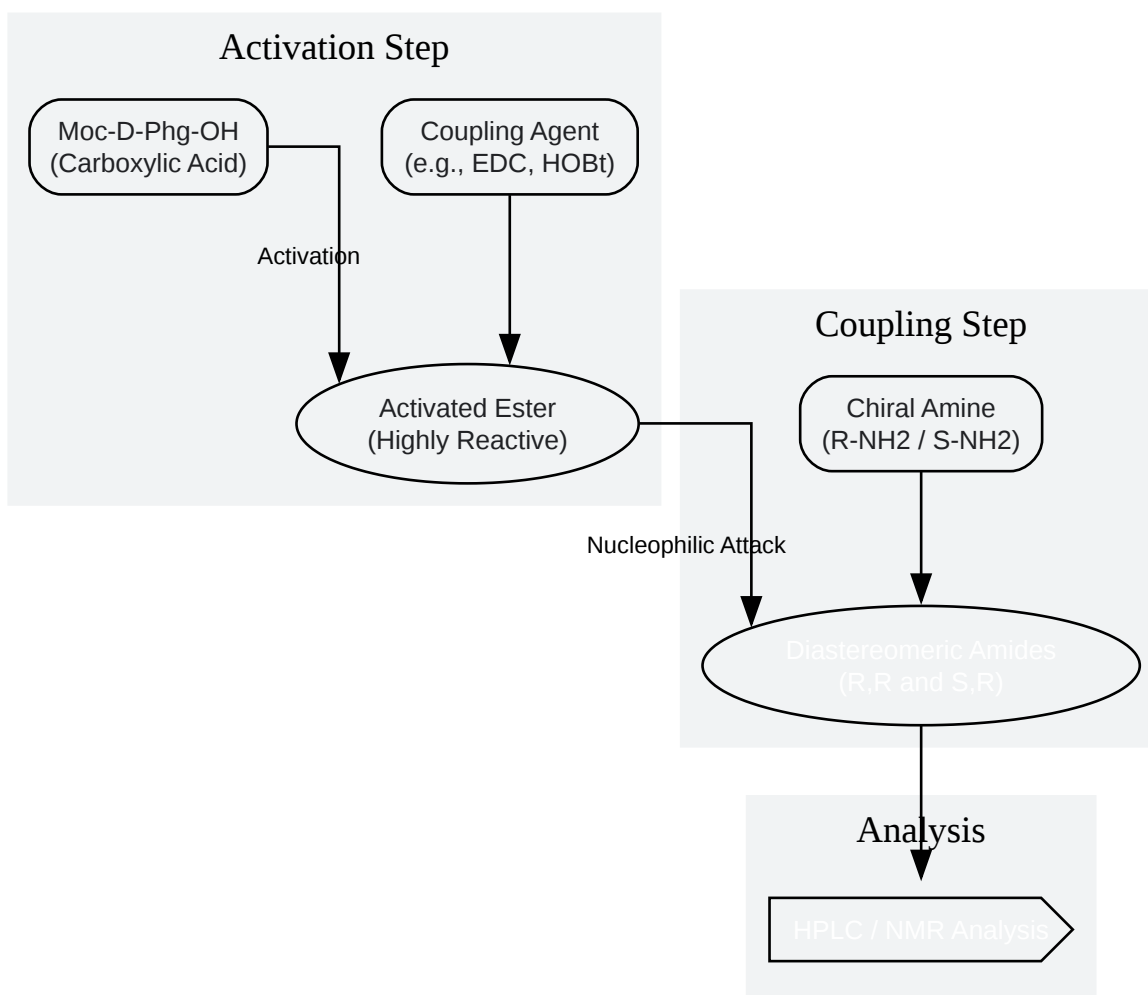 Activation Step
Moc-D-Phg-OH
(Carboxylic Acid)
Coupling Agent
(e.g., EDC, HOBt)
Activation
Activated Ester
(Highly Reactive)
Coupling Step
Chiral Amine
(R-NH2 / S-NH2)
Nucleophilic Attack
Diastereomeric Amides
(R,R and S,R)
Analysis
HPLC / NMR Analysis